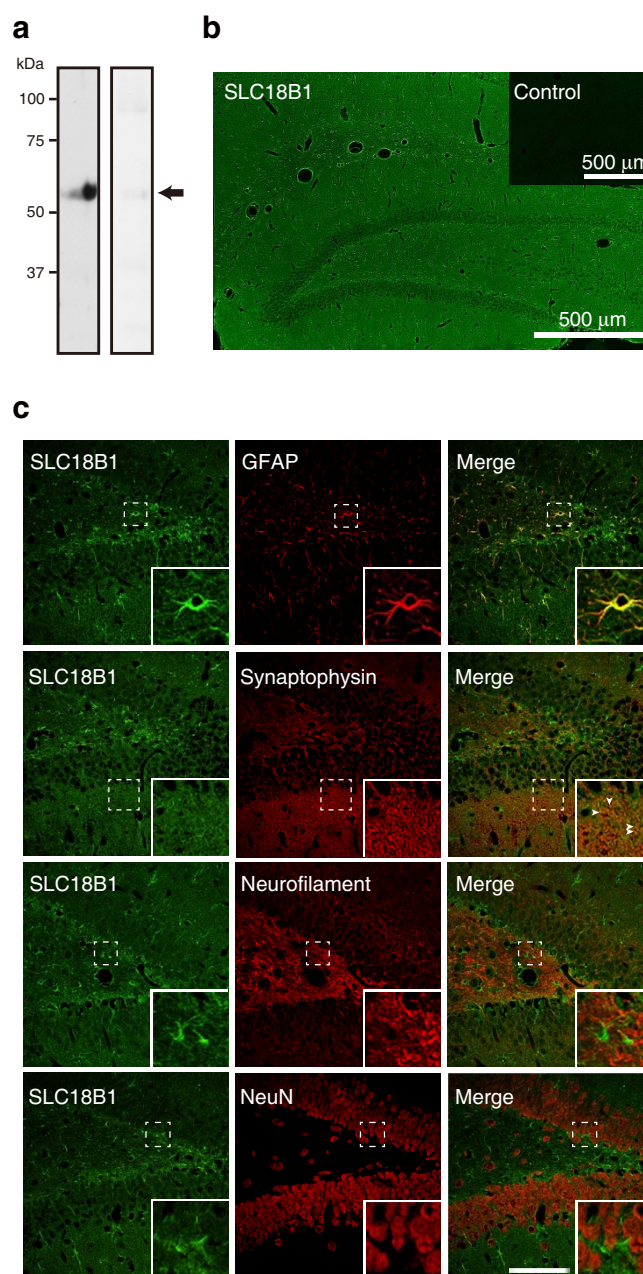 a
kDa
100
75
50
37
b
SLC18B1
Control
500 μm
500 μm
c
SLC18B1
GFAP
Merge
SLC18B1
Synaptophysin
Merge
SLC18B1
Neurofilament
Merge
SLC18B1
NeuN
Merge